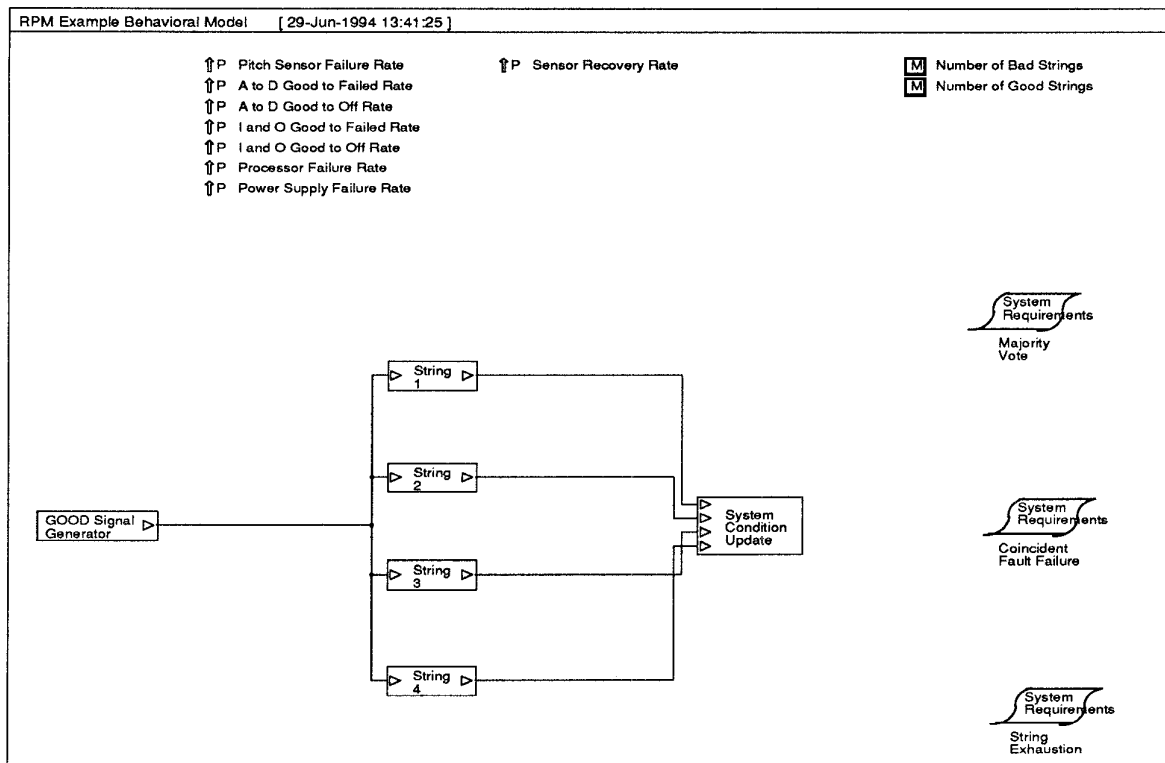 RPM Example Behavioral Model [ 29-Jun-1994 13:41:25 ]
P Pitch Sensor Failure Rate
P A to D Good to Failed Rate
P A to D Good to Off Rate
P I and O Good to Failed Rate
P I and O Good to Off Rate
P Processor Failure Rate
P Power Supply Failure Rate
P Sensor Recovery Rate
M Number of Bad Strings
M Number of Good Strings
System
Requirements
Majority
Vote
String
1
String
2
GOOD Signal
Generator
System
Condition
Update
System
Requirements
Coincident
Fault Failure
String
3
String
4
System
Requirements
String
Exhaustion